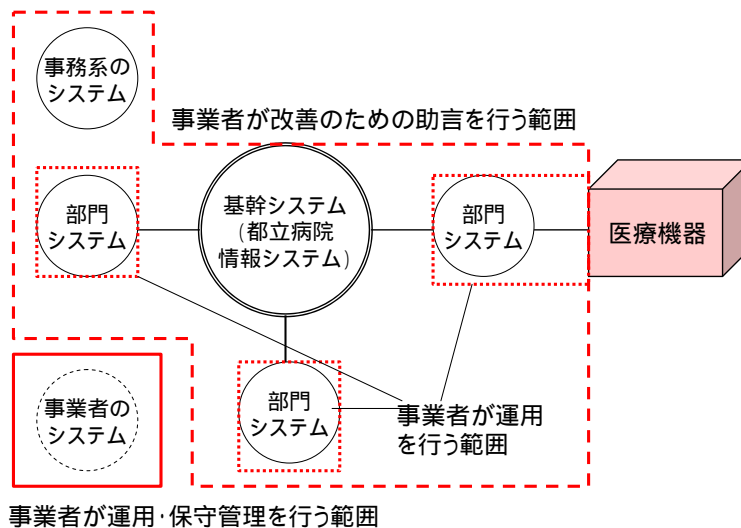 事務系の
システム
事業者が改善のための助言を行う範囲
部門
システム
基幹システム
(都立病院
情報システム)
部門
システム
医療機器
事業者の
システム
部門
システム
事業者が運用
を行う範囲
事業者が運用･保守管理を行う範囲